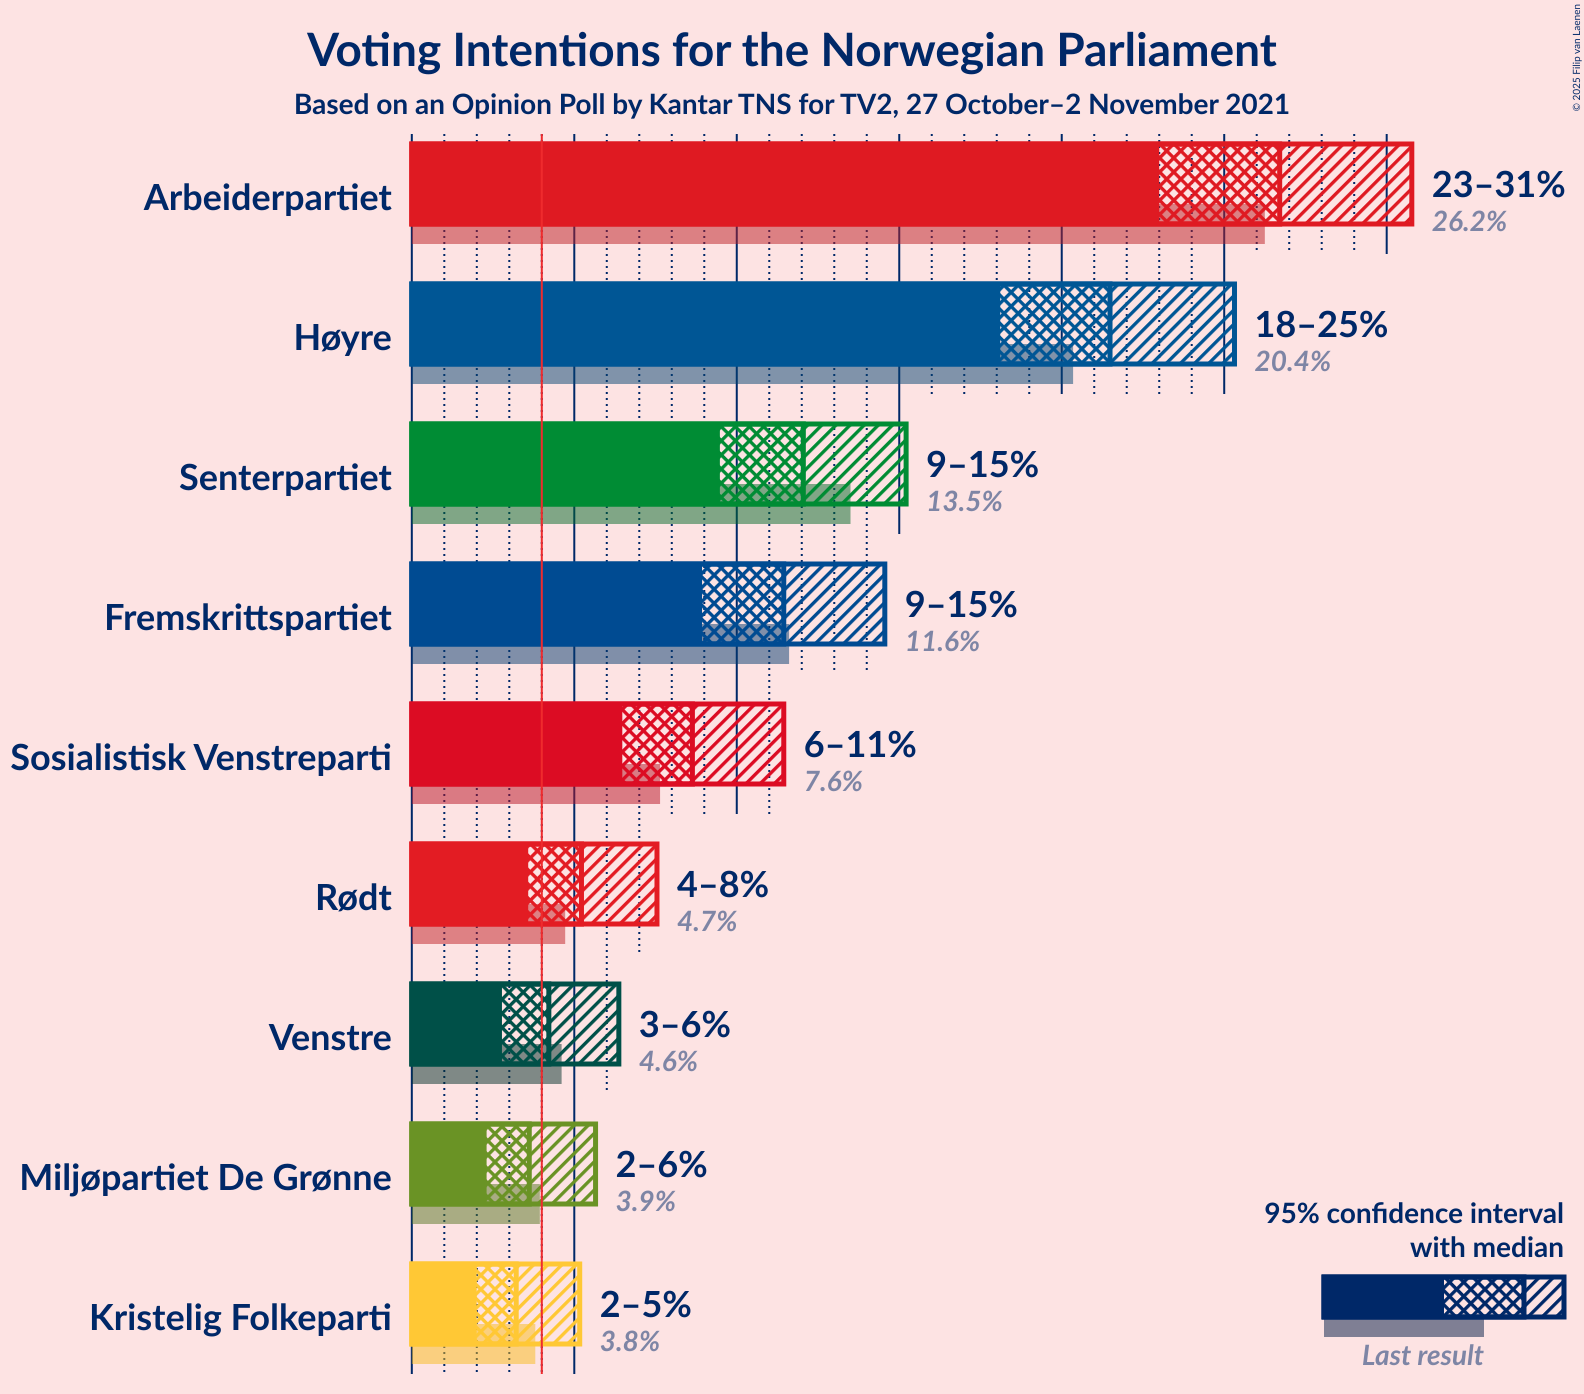 Voting Intentions for the Norwegian Parliament
Based on an Opinion Poll by Kantar TNS for TV2, 27 October–2 November 2021
© 2025 Filip van Laenen
Arbeiderpartiet
23–31%
26.2%
Høyre
18–25%
20.4%
Senterpartiet
9–15%
13.5%
Fremskrittspartiet
9–15%
11.6%
Sosialistisk Venstreparti
6–11%
7.6%
Rødt
4–8%
4.7%
Venstre
3–6%
4.6%
Miljøpartiet De Grønne
2–6%
3.9%
Kristelig Folkeparti
2–5%
3.8%
95% confidence interval
with median
Last result